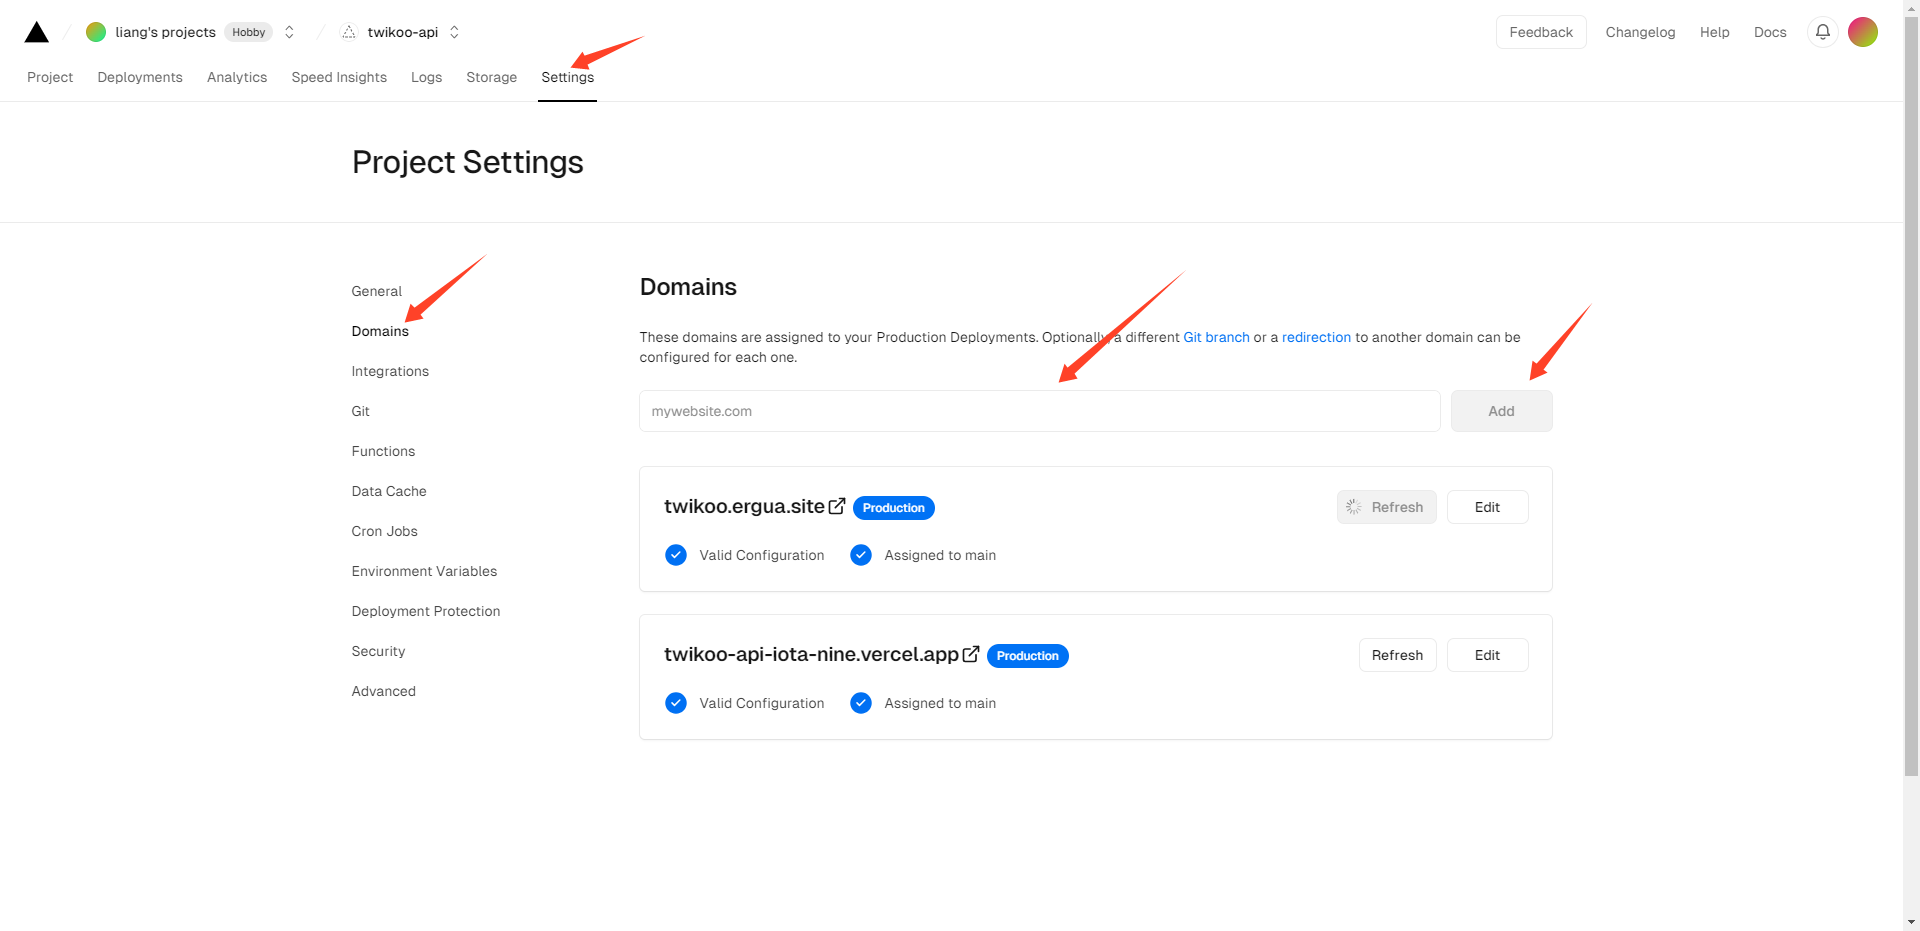 liang's projects Hobby twikoo-api Feedback Changelog Help Docs
Project Deployments Analytics Speed Insights Logs Storage Settings
Project Settings
General
Domains
Integrations
Git
Functions
Data Cache
Cron Jobs
Environment Variables
Deployment Protection
Security
Advanced
Domains
These domains are assigned to your Production Deployments. Optionally, a different Git branch or a redirection to another domain can be
configured for each one.
mywebsite.com Add
twikoo.ergua.site Production Refresh Edit
Valid Configuration Assigned to main
twikoo-api-iota-nine.vercel.app Production Refresh Edit
Valid Configuration Assigned to main